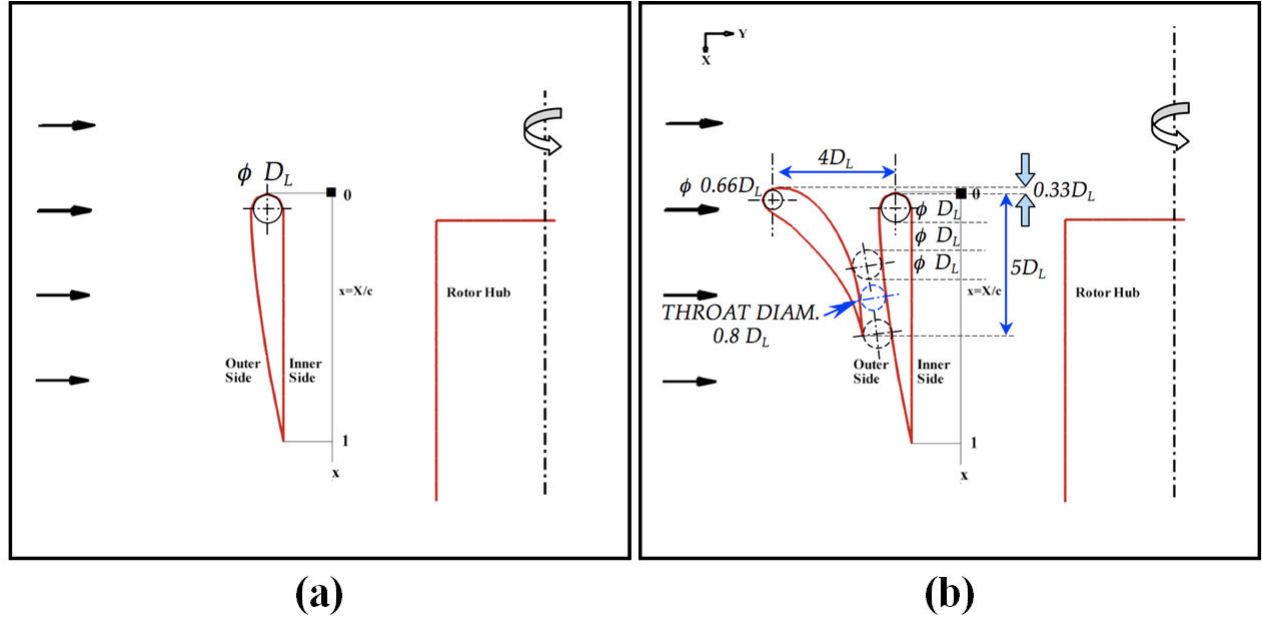 ϕ D_L
0
x=X/c
Rotor Hub
Outer
Side
Inner
Side
1
x
(a)
Y
X
4D_L
ϕ 0.66D_L
0
0.33D_L
ϕ D_L
ϕ D_L
ϕ D_L
5D_L
x=X/c
Rotor Hub
THROAT DIAM.
0.8 D_L
Outer
Side
Inner
Side
1
x
(b)